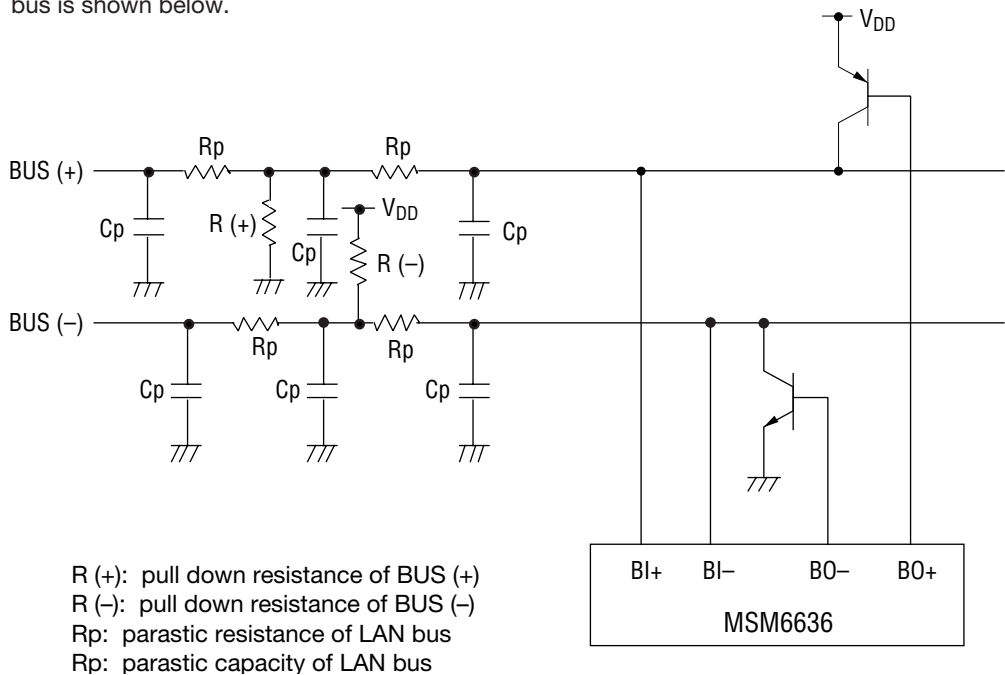 bus is shown below.
V_DD
Rp
Rp
BUS (+)
Cp
R (+)
Cp
V_DD
Cp
R (–)
BUS (–)
Rp
Rp
Cp
Cp
Cp
BI+ BI– BO– BO+
MSM6636
R (+): pull down resistance of BUS (+)
R (–): pull down resistance of BUS (–)
Rp: parastic resistance of LAN bus
Rp: parastic capacity of LAN bus